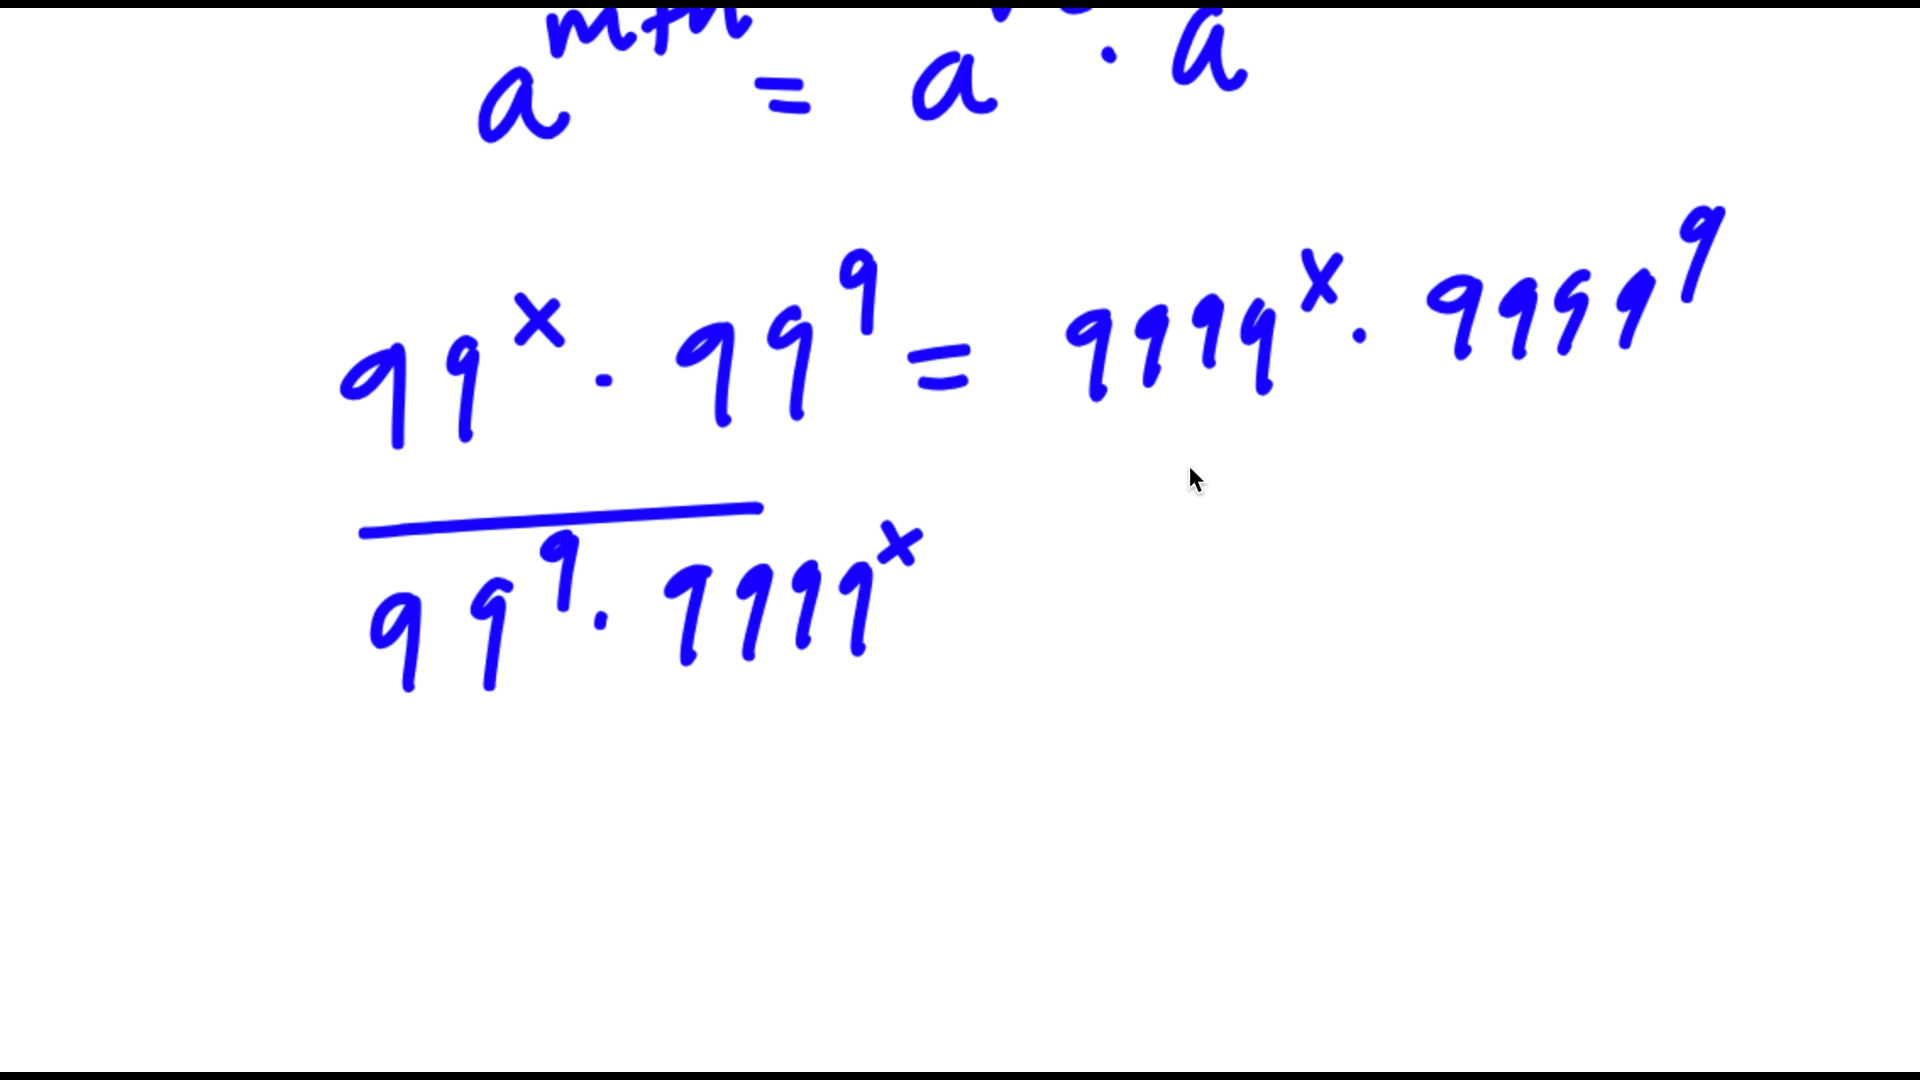 a^{m+n} = a · a
99^x · 99^9 = 9999^x · 9999^9
99^9 · 9999^x